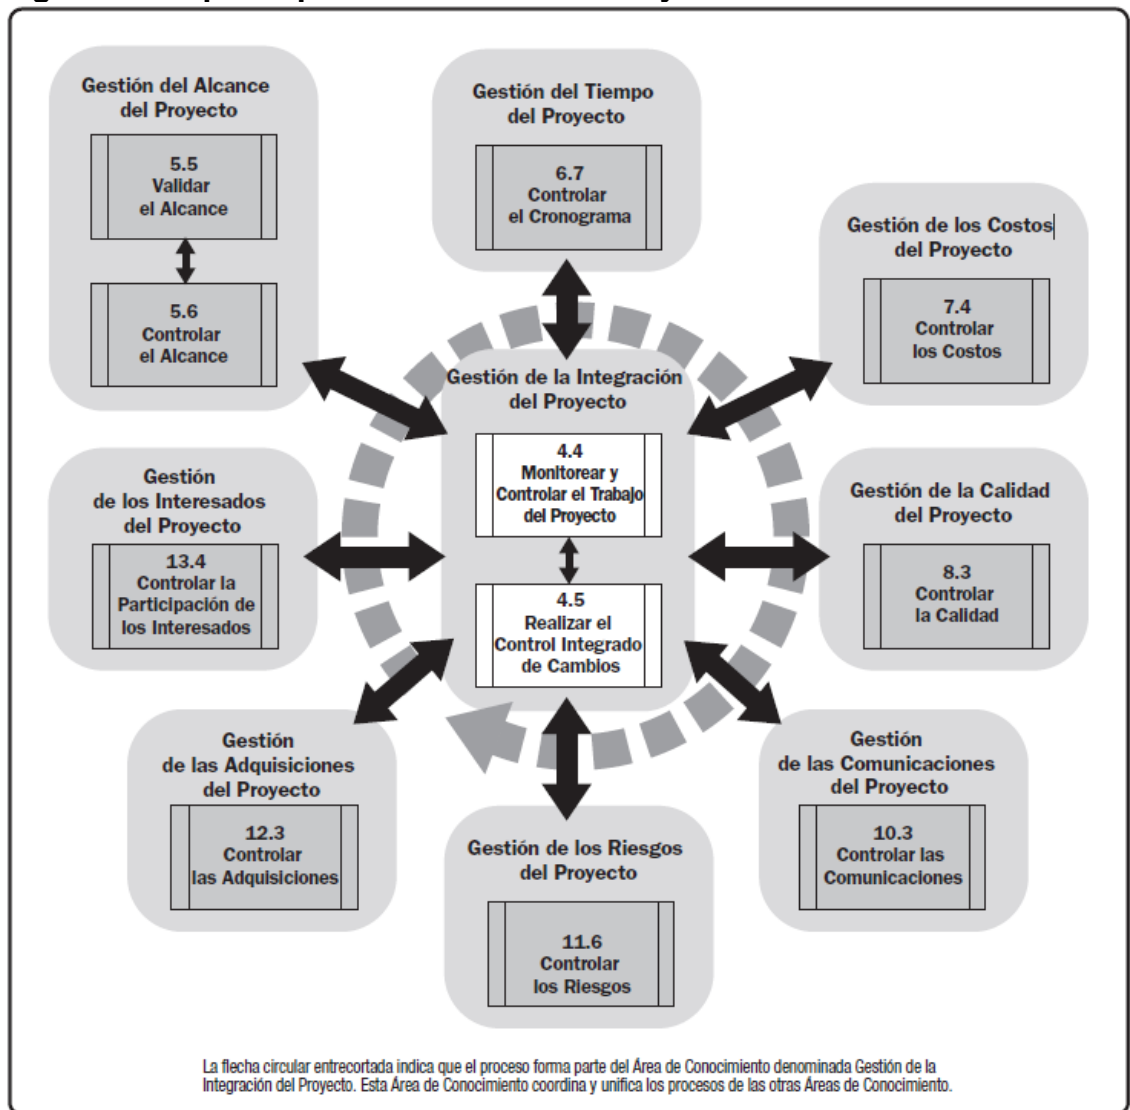 Gestión del Alcance
del Proyecto
5.5
Validar
el Alcance
5.6
Controlar
el Alcance
Gestión del Tiempo
del Proyecto
6.7
Controlar
el Cronograma
Gestión de los Costos
del Proyecto
7.4
Controlar
los Costos
Gestión de la Integración
del Proyecto
4.4
Monitorear y
Controlar el Trabajo
del Proyecto
4.5
Realizar el
Control Integrado
de Cambios
Gestión
de los Interesados
del Proyecto
13.4
Controlar la
Participación de
los Interesados
Gestión de la Calidad
del Proyecto
8.3
Controlar
la Calidad
Gestión
de las Adquisiciones
del Proyecto
12.3
Controlar
las Adquisiciones
Gestión de los Riesgos
del Proyecto
11.6
Controlar
los Riesgos
Gestión
de las Comunicaciones
del Proyecto
10.3
Controlar las
Comunicaciones
La flecha circular entrecortada indica que el proceso forma parte del Área de Conocimiento denominada Gestión de la
Integración del Proyecto. Esta Área de Conocimiento coordina y unifica los procesos de las otras Áreas de Conocimiento.